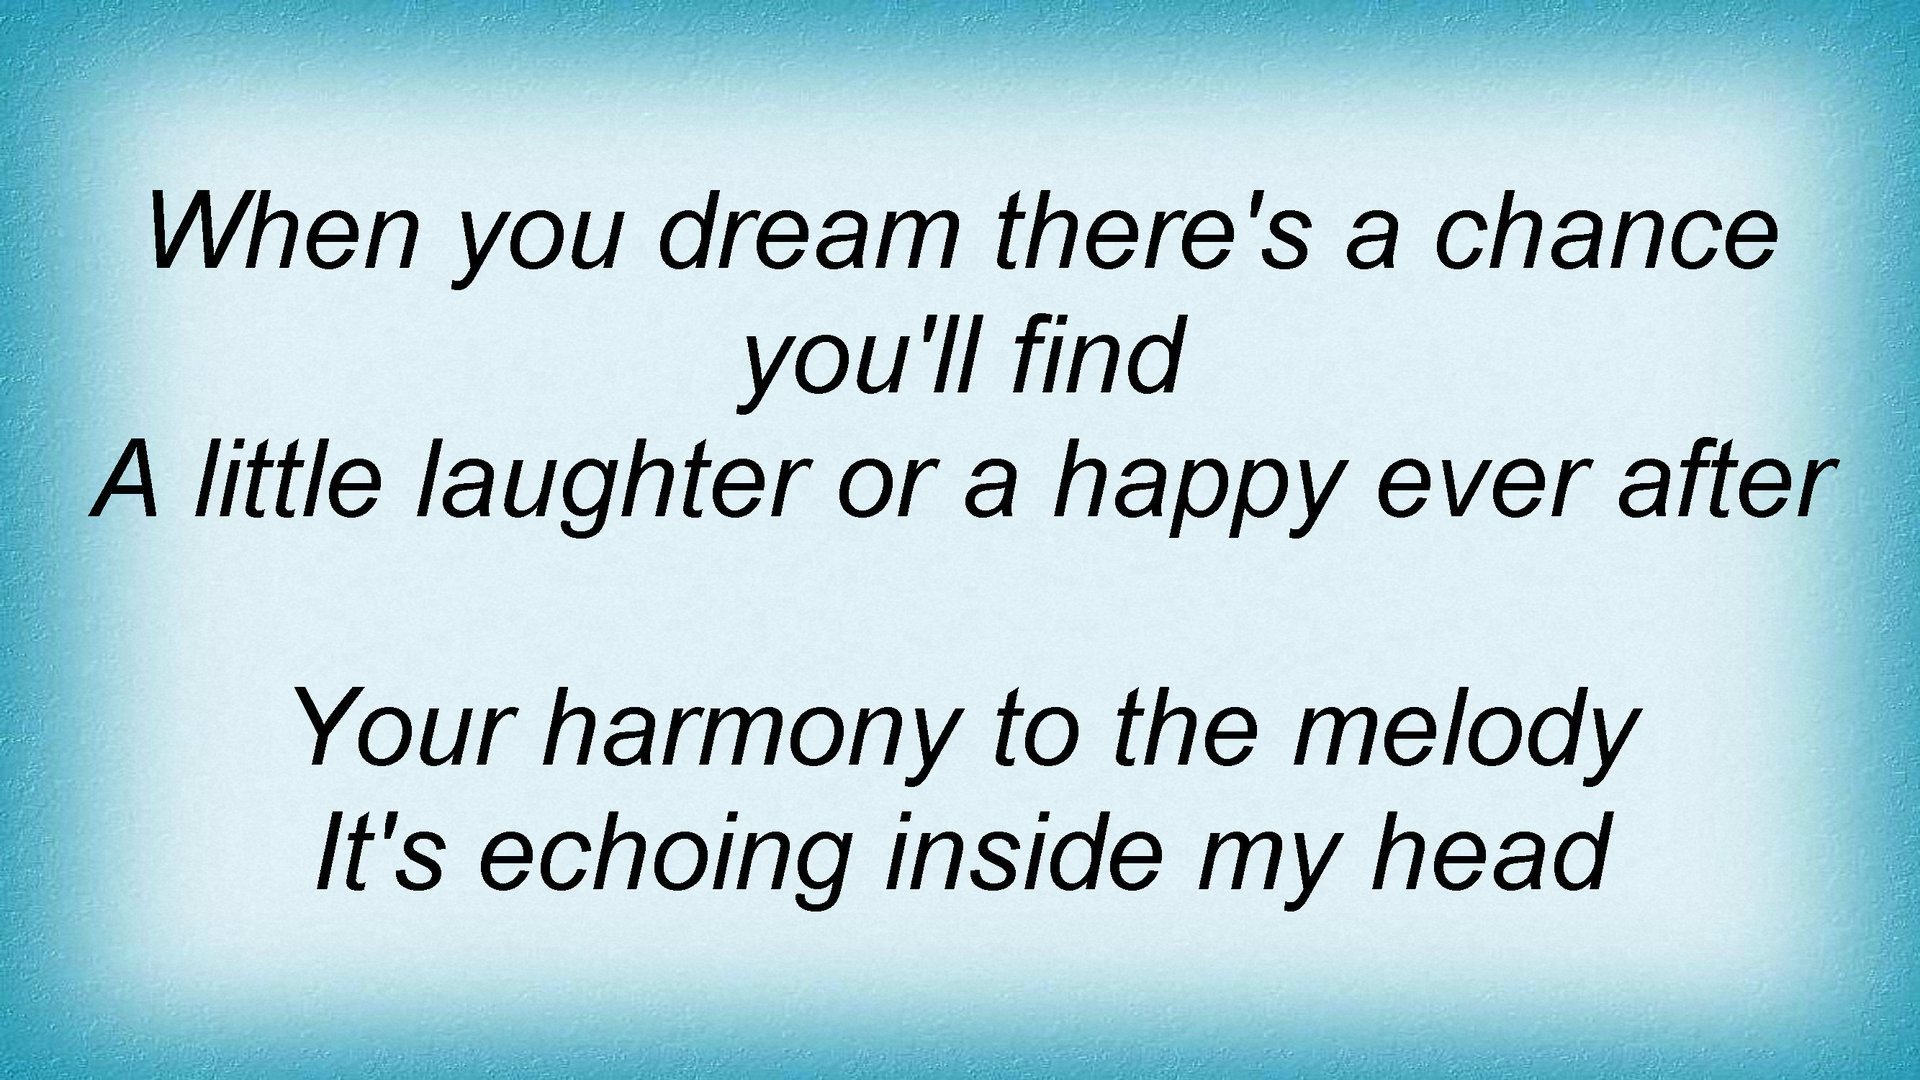 When you dream there's a chance
you'll find
A little laughter or a happy ever after
Your harmony to the melody
It's echoing inside my head